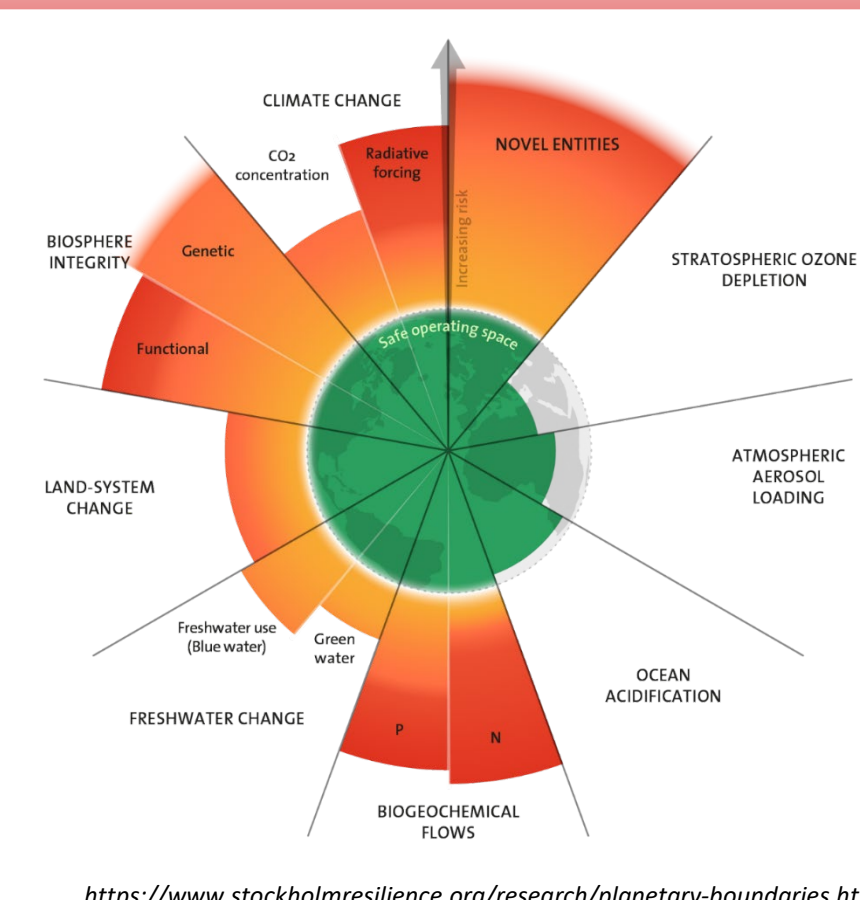 CLIMATE CHANGE
CO2
concentration
Radiative
forcing
Increasing risk
NOVEL ENTITIES
STRATOSPHERIC OZONE
DEPLETION
ATMOSPHERIC
AEROSOL
LOADING
OCEAN
ACIDIFICATION
BIOGEOCHEMICAL
FLOWS
P
N
FRESHWATER CHANGE
Freshwater use
(Blue water)
Green
water
LAND-SYSTEM
CHANGE
BIOSPHERE
INTEGRITY
Genetic
Functional
Safe operating space
https://www.stockholmresilience.org/research/planetary-boundaries.ht